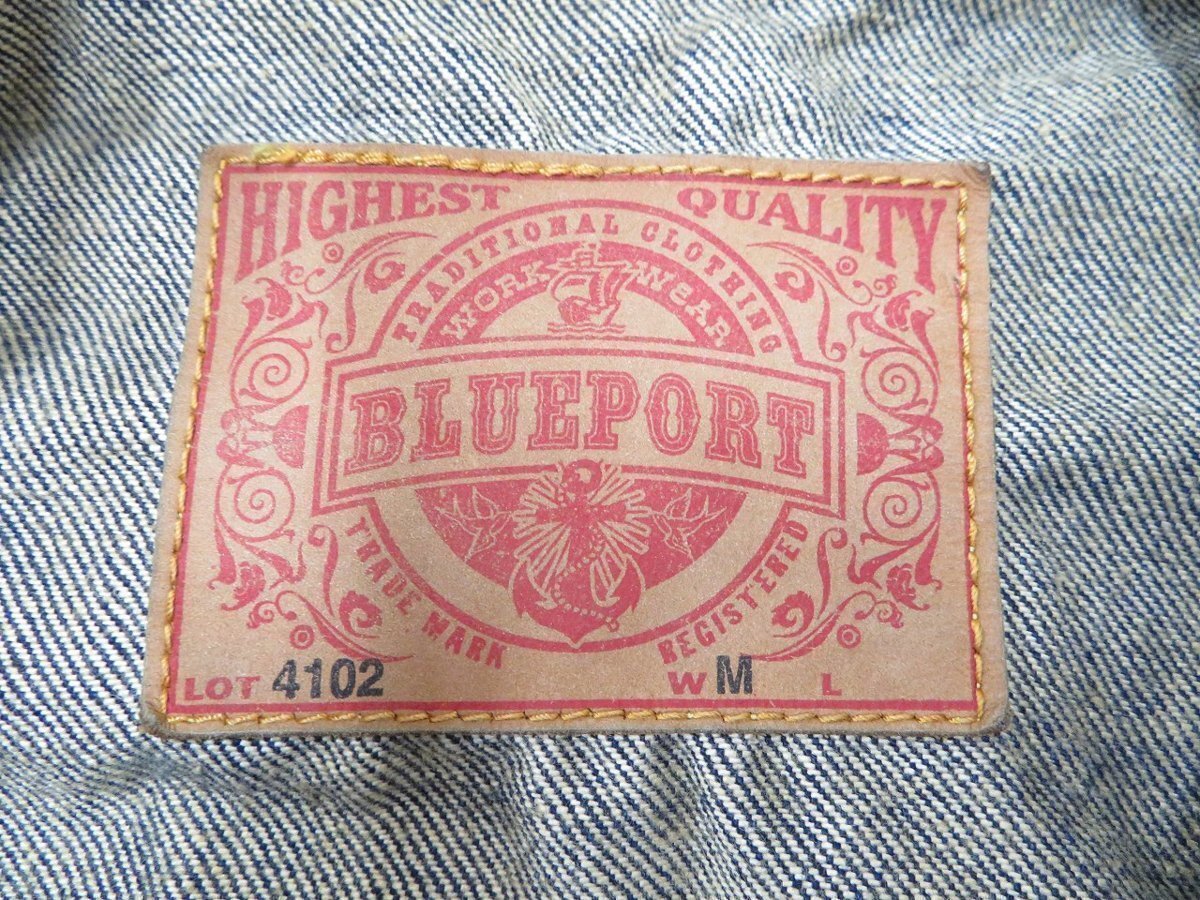 HIGHEST QUALITY
TRADITIONAL CLOTHING
WORK WEAR
BLUEPORT
TRADE MARK REGISTERED
LOT 4102 W M L